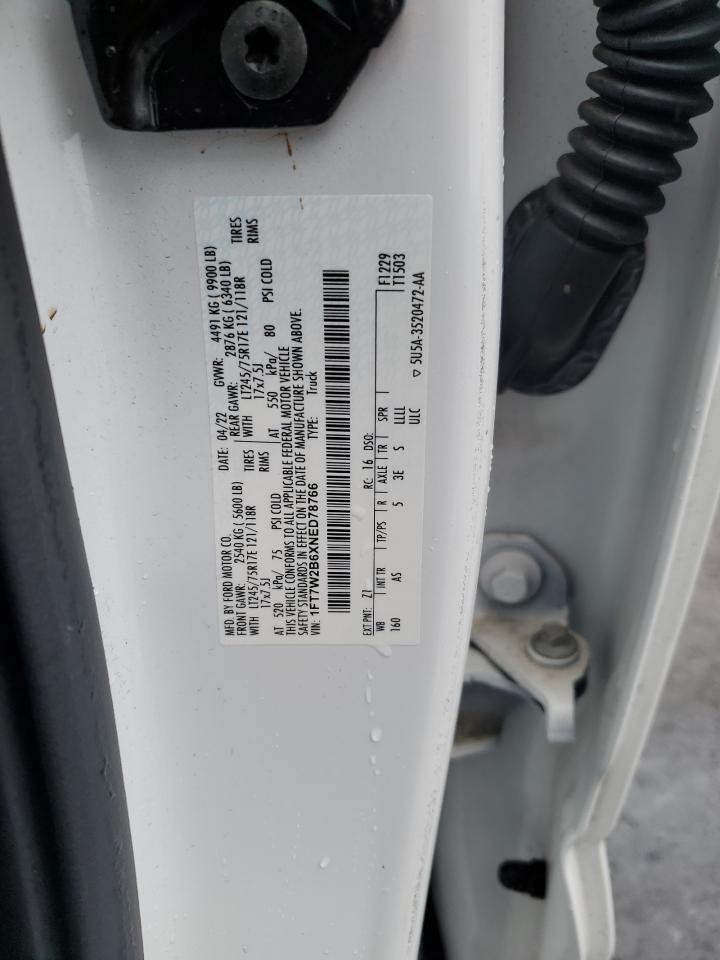 MFD. BY FORD MOTOR CO.
DATE: 04/22 GVWR: 4491 KG ( 9900 LB)
FRONT GAWR: 2540 KG ( 5600 LB)
REAR GAWR: 2876 KG ( 6340 LB)
WITH LT245/75R17E 121/118R TIRES
WITH LT245/75R17E 121/118R TIRES
17x7.5J RIMS
17x7.5J RIMS
AT 520 kPa/ 75 PSI COLD
AT 550 kPa/ 80 PSI COLD
THIS VEHICLE CONFORMS TO ALL APPLICABLE FEDERAL MOTOR VEHICLE
SAFETY STANDARDS IN EFFECT ON THE DATE OF MANUFACTURE SHOWN ABOVE.
VIN: 1FT7W2B6XNED78766 TYPE: Truck
F1229
T1503
EXT PNT: Z1 RC: 16 DSO:
WB INT TR TP/PS R AXLE TR SPR
160 AS 5 3E S LLLL
ULC
▽ 5U5A-3520472-AA